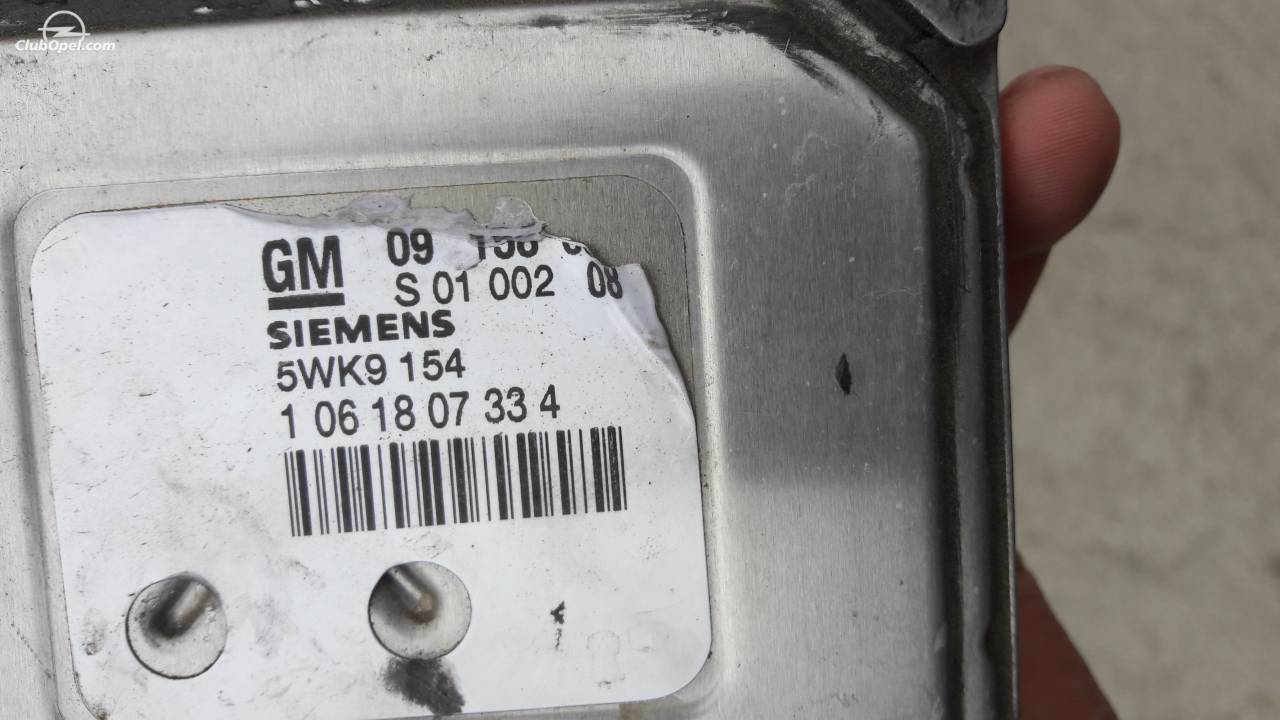 ClubOpel.com
GM 09
S 01 002 08
SIEMENS
5WK9 154
1 06 18 07 33 4